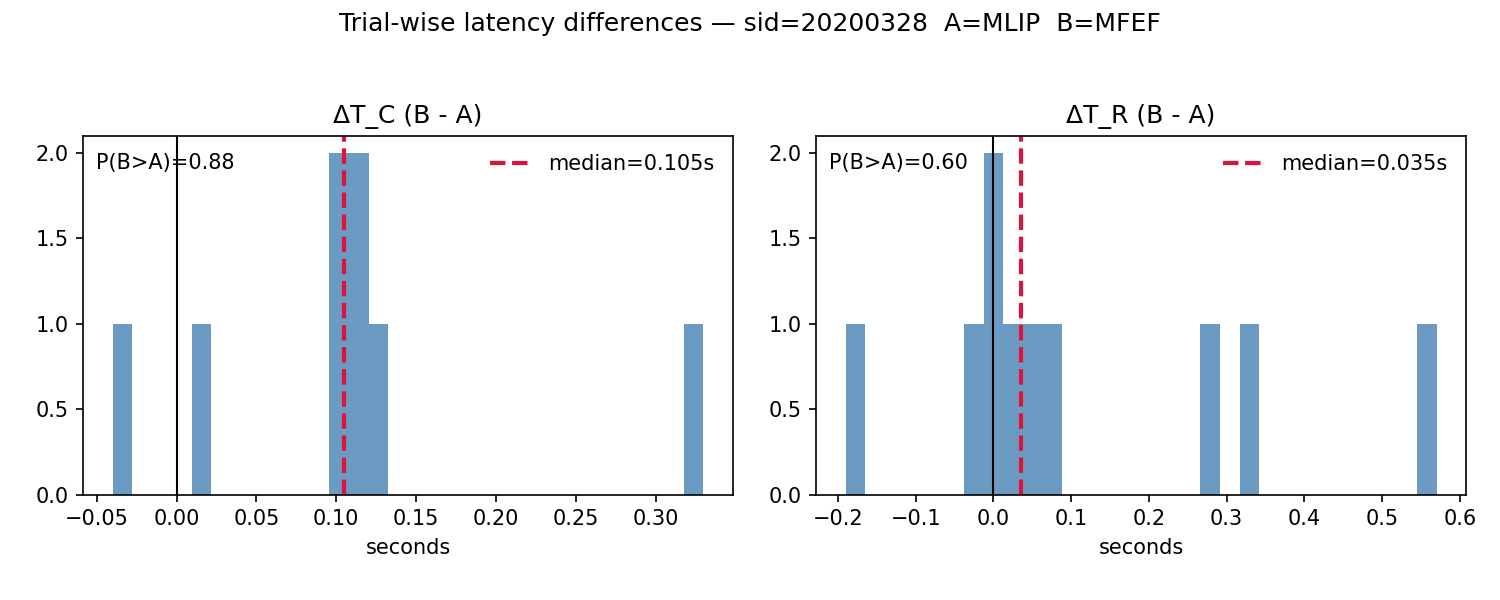 Trial-wise latency differences — sid=20200328  A=MLIP  B=MFEF
ΔT_C (B - A)
P(B>A)=0.88
median=0.105s
2.0
1.5
1.0
0.5
0.0
−0.05 0.00 0.05 0.10 0.15 0.20 0.25 0.30
seconds
ΔT_R (B - A)
P(B>A)=0.60
median=0.035s
2.0
1.5
1.0
0.5
0.0
−0.2 −0.1 0.0 0.1 0.2 0.3 0.4 0.5 0.6
seconds